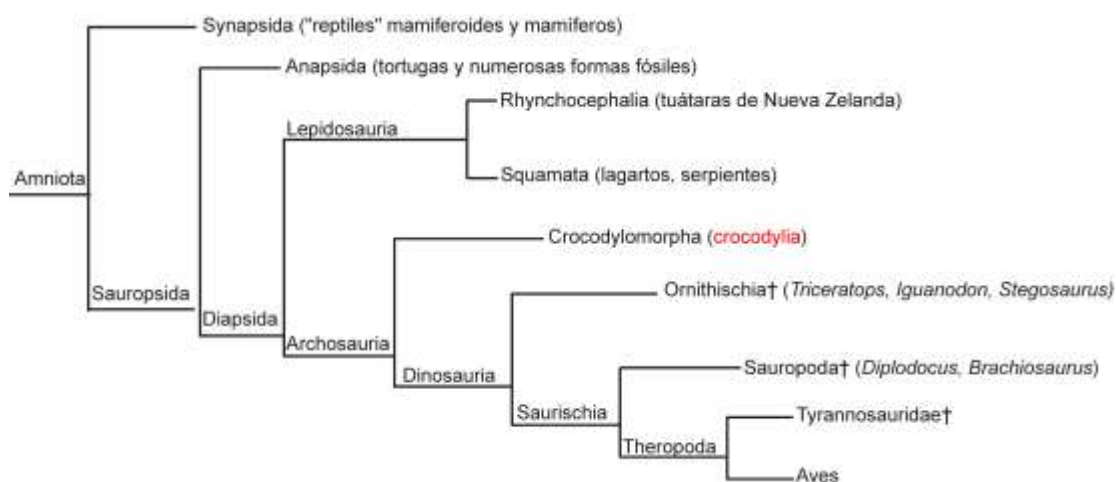 Synapsida ("reptiles" mamiferoides y mamíferos)
Anapsida (tortugas y numerosas formas fósiles)
Rhynchocephalia (tuátaras de Nueva Zelanda)
Lepidosauria
Squamata (lagartos, serpientes)
Amniota
Crocodylomorpha (crocodylia)
Sauropsida
Ornithischia† (Triceratops, Iguanodon, Stegosaurus)
Diapsida
Archosauria
Sauropoda† (Diplodocus, Brachiosaurus)
Dinosauria
Saurischia
Tyrannosauridae†
Theropoda
Aves